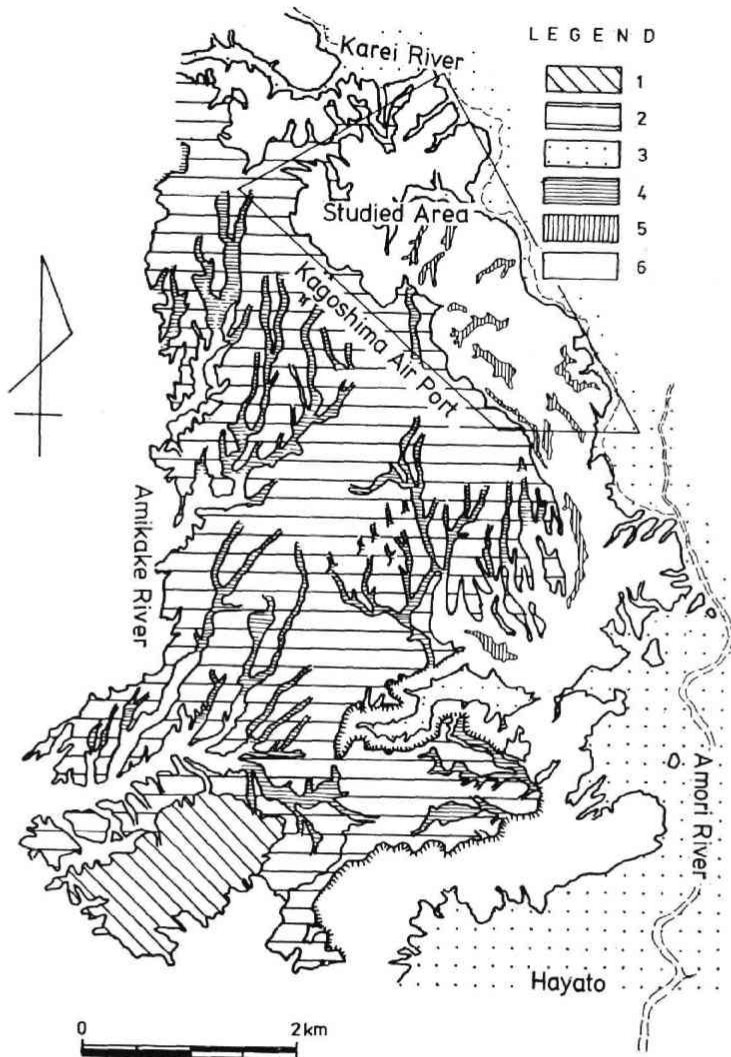 Karei River
LEGEND
1
2
3
4
5
6
Studied Area
Kagoshima Air Port
Amikake River
Amori River
Hayato
0 2km